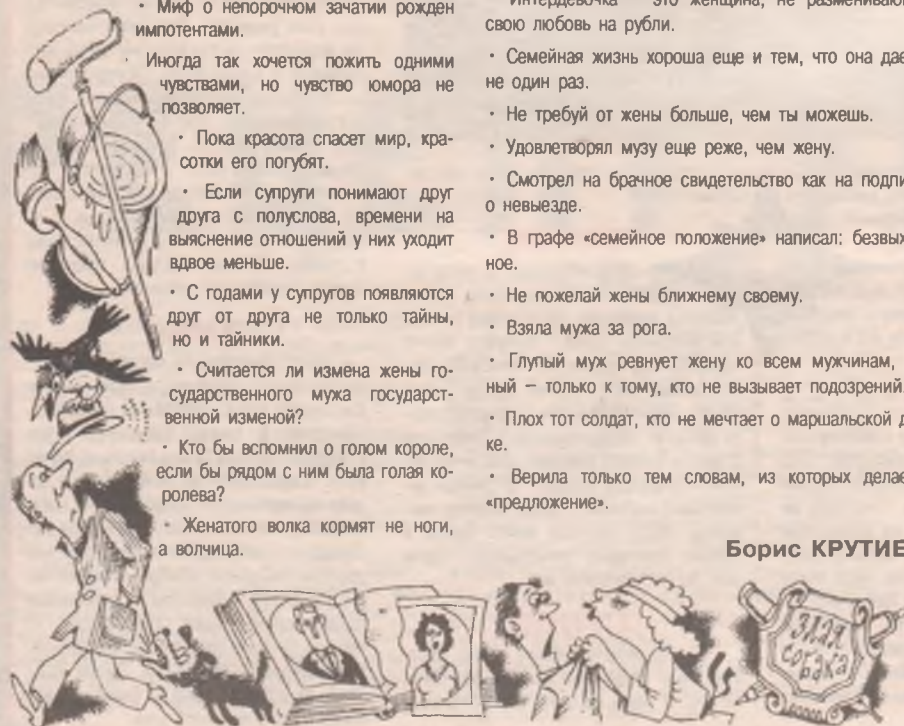 · Миф о непорочном зачатии рожден
импотентами.
· Иногда так хочется пожить одними
чувствами, но чувство юмора не
позволяет.
· Пока красота спасет мир, кра-
сотки его погубят.
· Если супруги понимают друг
друга с полуслова, времени на
выяснение отношений у них уходит
вдвое меньше.
· С годами у супругов появляются
друг от друга не только тайны,
но и тайники.
· Считается ли измена жены го-
сударственного мужа государст-
венной изменой?
· Кто бы вспомнил о голом короле,
если бы рядом с ним была голая ко-
ролева?
· Женатого волка кормят не ноги,
а волчица.
· Интердевочка — это женщина, не разменивающ
свою любовь на рубли.
· Семейная жизнь хороша еще и тем, что она дае
не один раз.
· Не требуй от жены больше, чем ты можешь.
· Удовлетворял музу еще реже, чем жену.
· Смотрел на брачное свидетельство как на подпи
о невыезде.
· В графе «семейное положение» написал: безвых
ное.
· Не пожелай жены ближнему своему.
· Взяла мужа за рога.
· Глупый муж ревнует жену ко всем мужчинам,
ный — только к тому, кто не вызывает подозрений.
· Плох тот солдат, кто не мечтает о маршальской д
ке.
· Верила только тем словам, из которых делае
«предложение».
Борис КРУТИЕ
ЗЛАЯ
СОБАКА